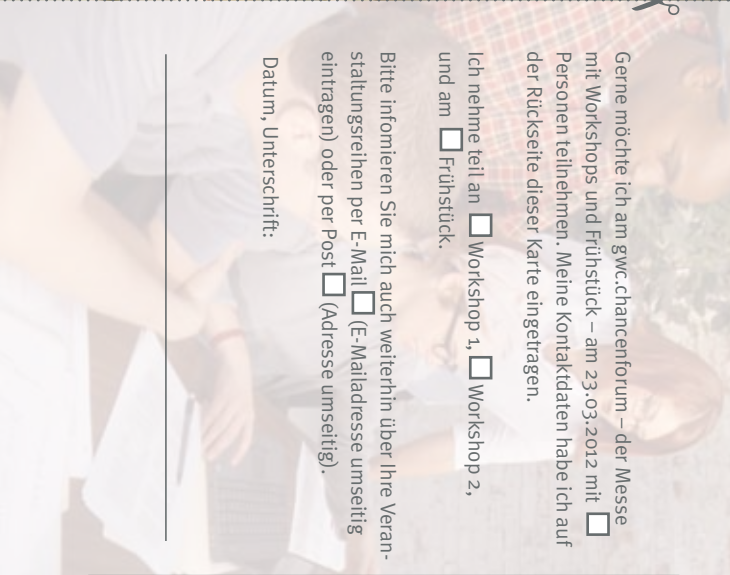 Gerne möchte ich am gwc.chancenforum – der Messe
mit Workshops und Frühstück – am 23.03.2012 mit ☐
Personen teilnehmen. Meine Kontaktdaten habe ich auf
der Rückseite dieser Karte eingetragen.
Ich nehme teil an ☐ Workshop 1, ☐ Workshop 2,
und am ☐ Frühstück.
Bitte infomieren Sie mich auch weiterhin über Ihre Veran-
staltungsreihen per E-Mail ☐ (E-Mailadresse umseitig
eintragen) oder per Post ☐ (Adresse umseitig).
Datum, Unterschrift: